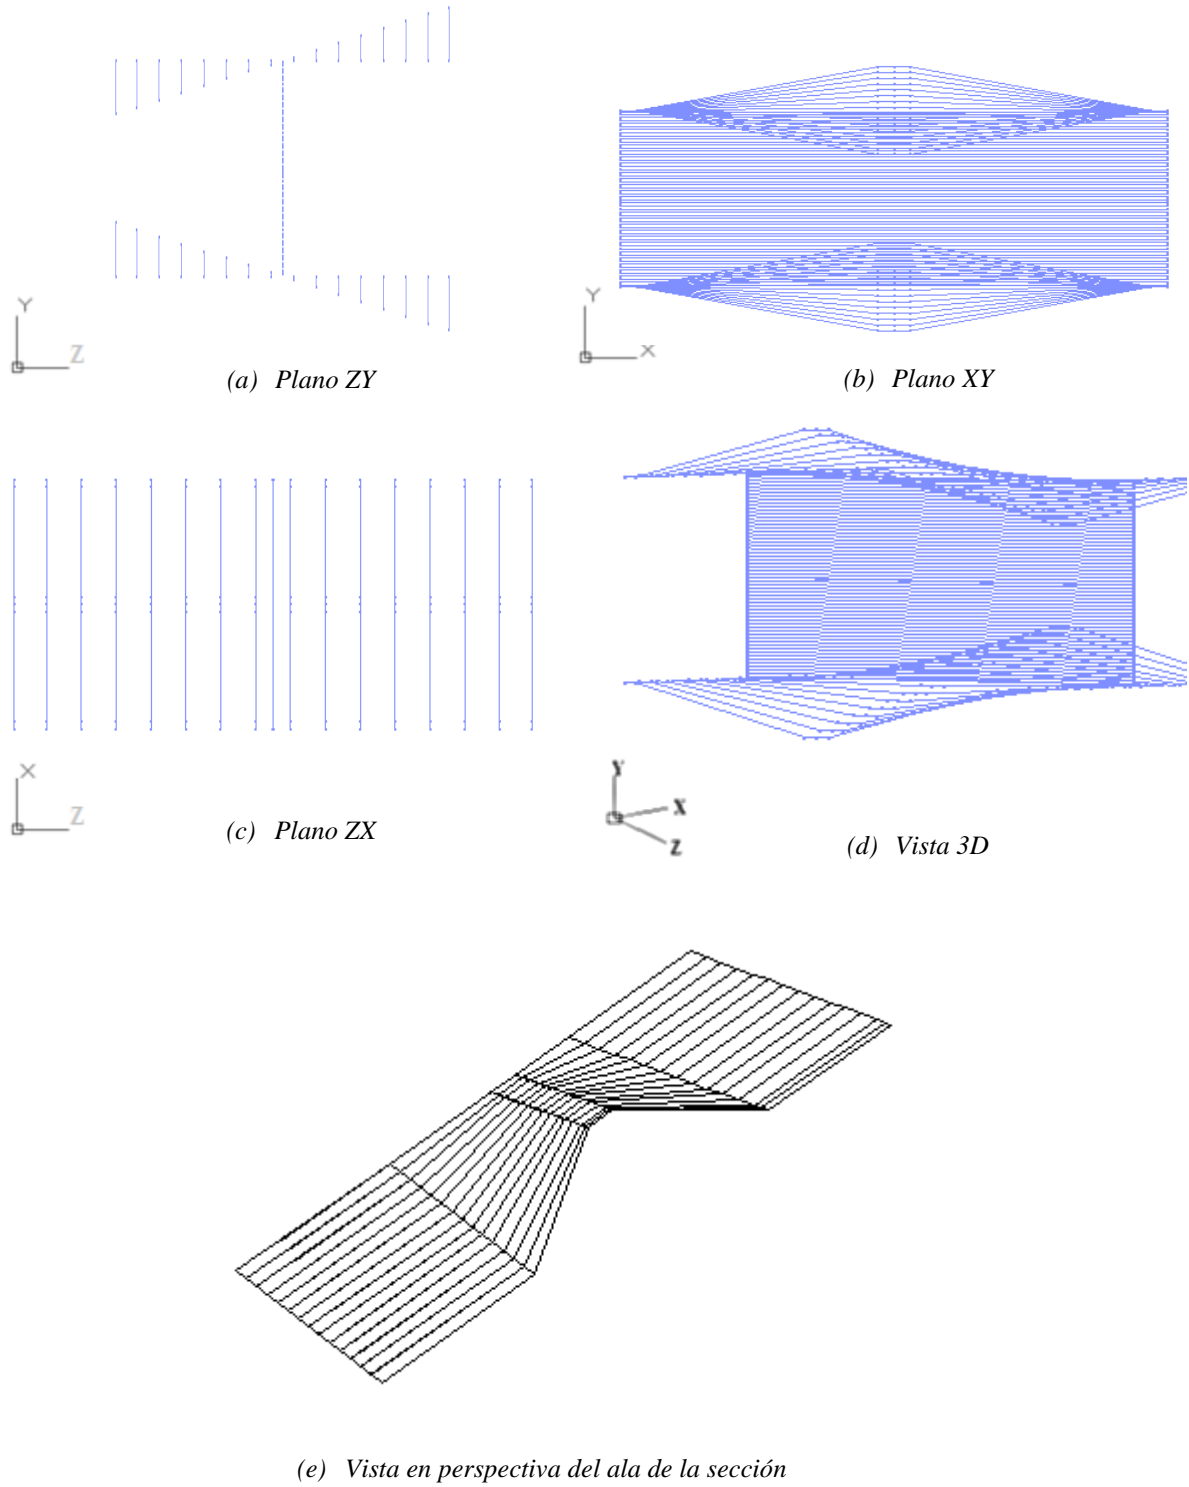 Y
Z
(a) Plano ZY
Y
X
(b) Plano XY
X
Z
(c) Plano ZX
Y
X
Z
(d) Vista 3D
(e) Vista en perspectiva del ala de la sección